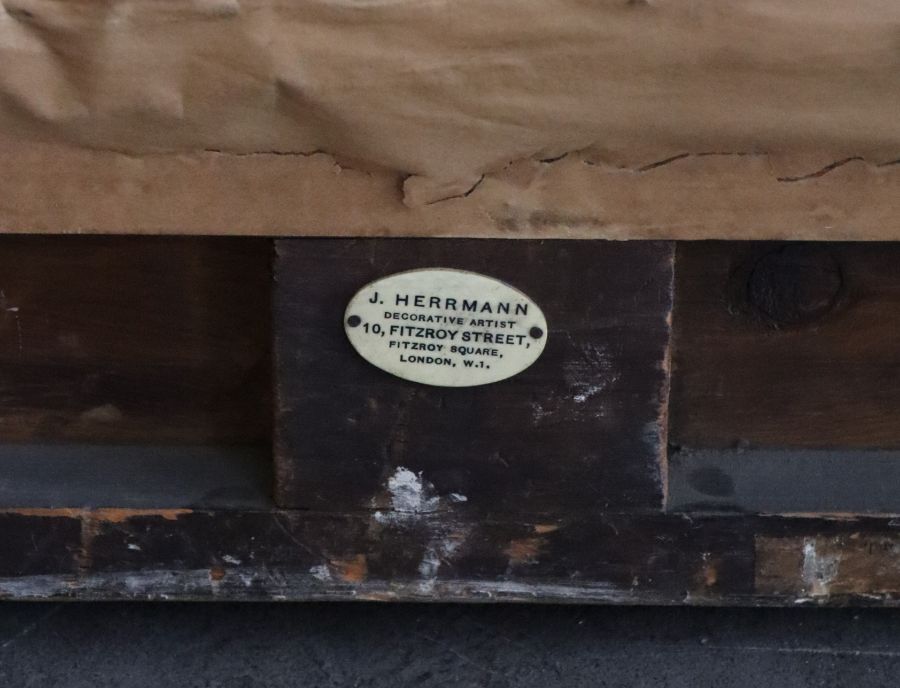 J. HERRMANN
DECORATIVE ARTIST
10, FITZROY STREET,
FITZROY SQUARE,
LONDON, W.1.